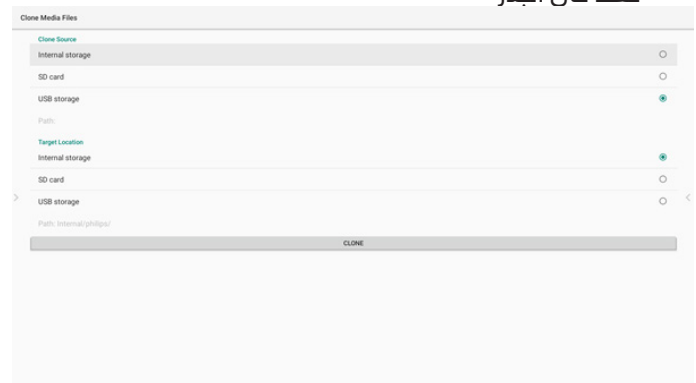 Clone Media Files
Clone Source
Internal storage
SD card
USB storage
Path:
Target Location
Internal storage
SD card
USB storage
Path: Internal/philips/
CLONE